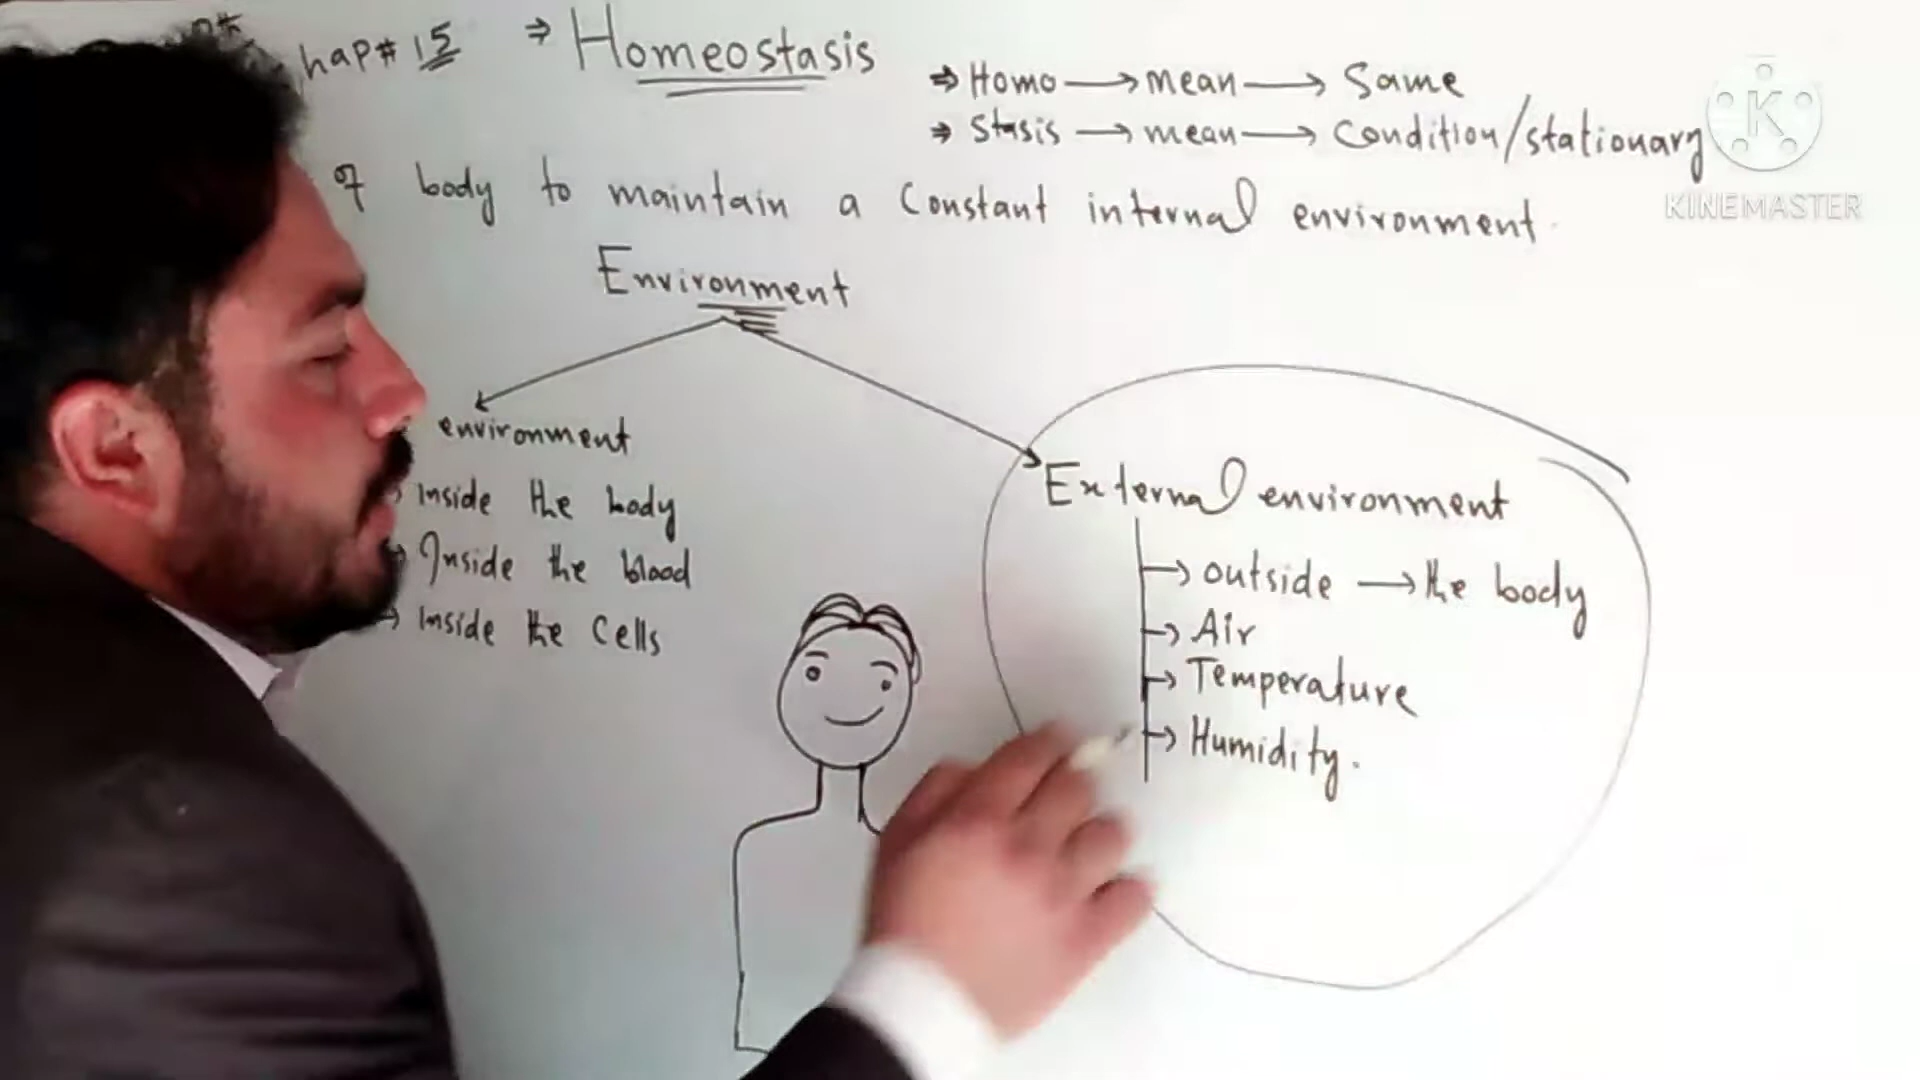 hap# 15 ⇒ Homeostasis
⇒ Homo → mean → Same
⇒ Stasis → mean → Condition/stationary
of body to maintain a Constant internal environment.
Environment
environment
Inside the body
Inside the blood
→ Inside the Cells
External environment
→ outside → the body
→ Air
→ Temperature
→ Humidity.
K
KINEMASTER